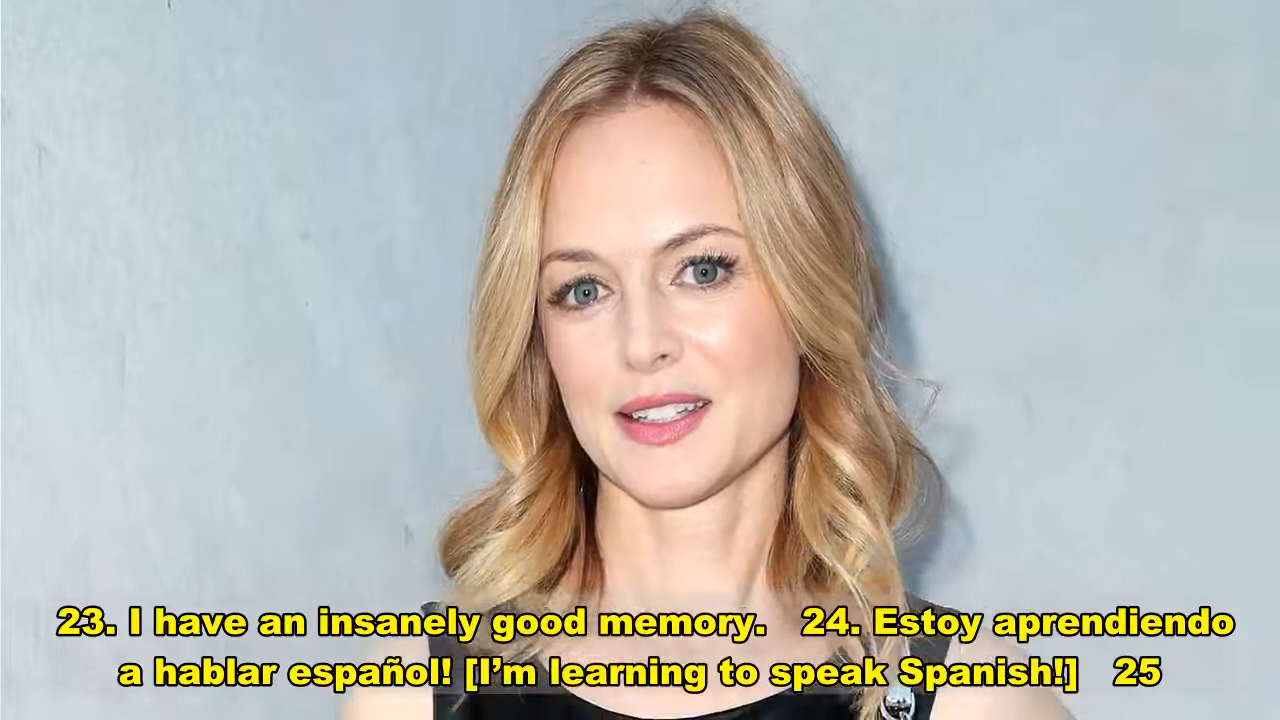 23. I have an insanely good memory. 24. Estoy aprendiendo
a hablar español! [I’m learning to speak Spanish!] 25